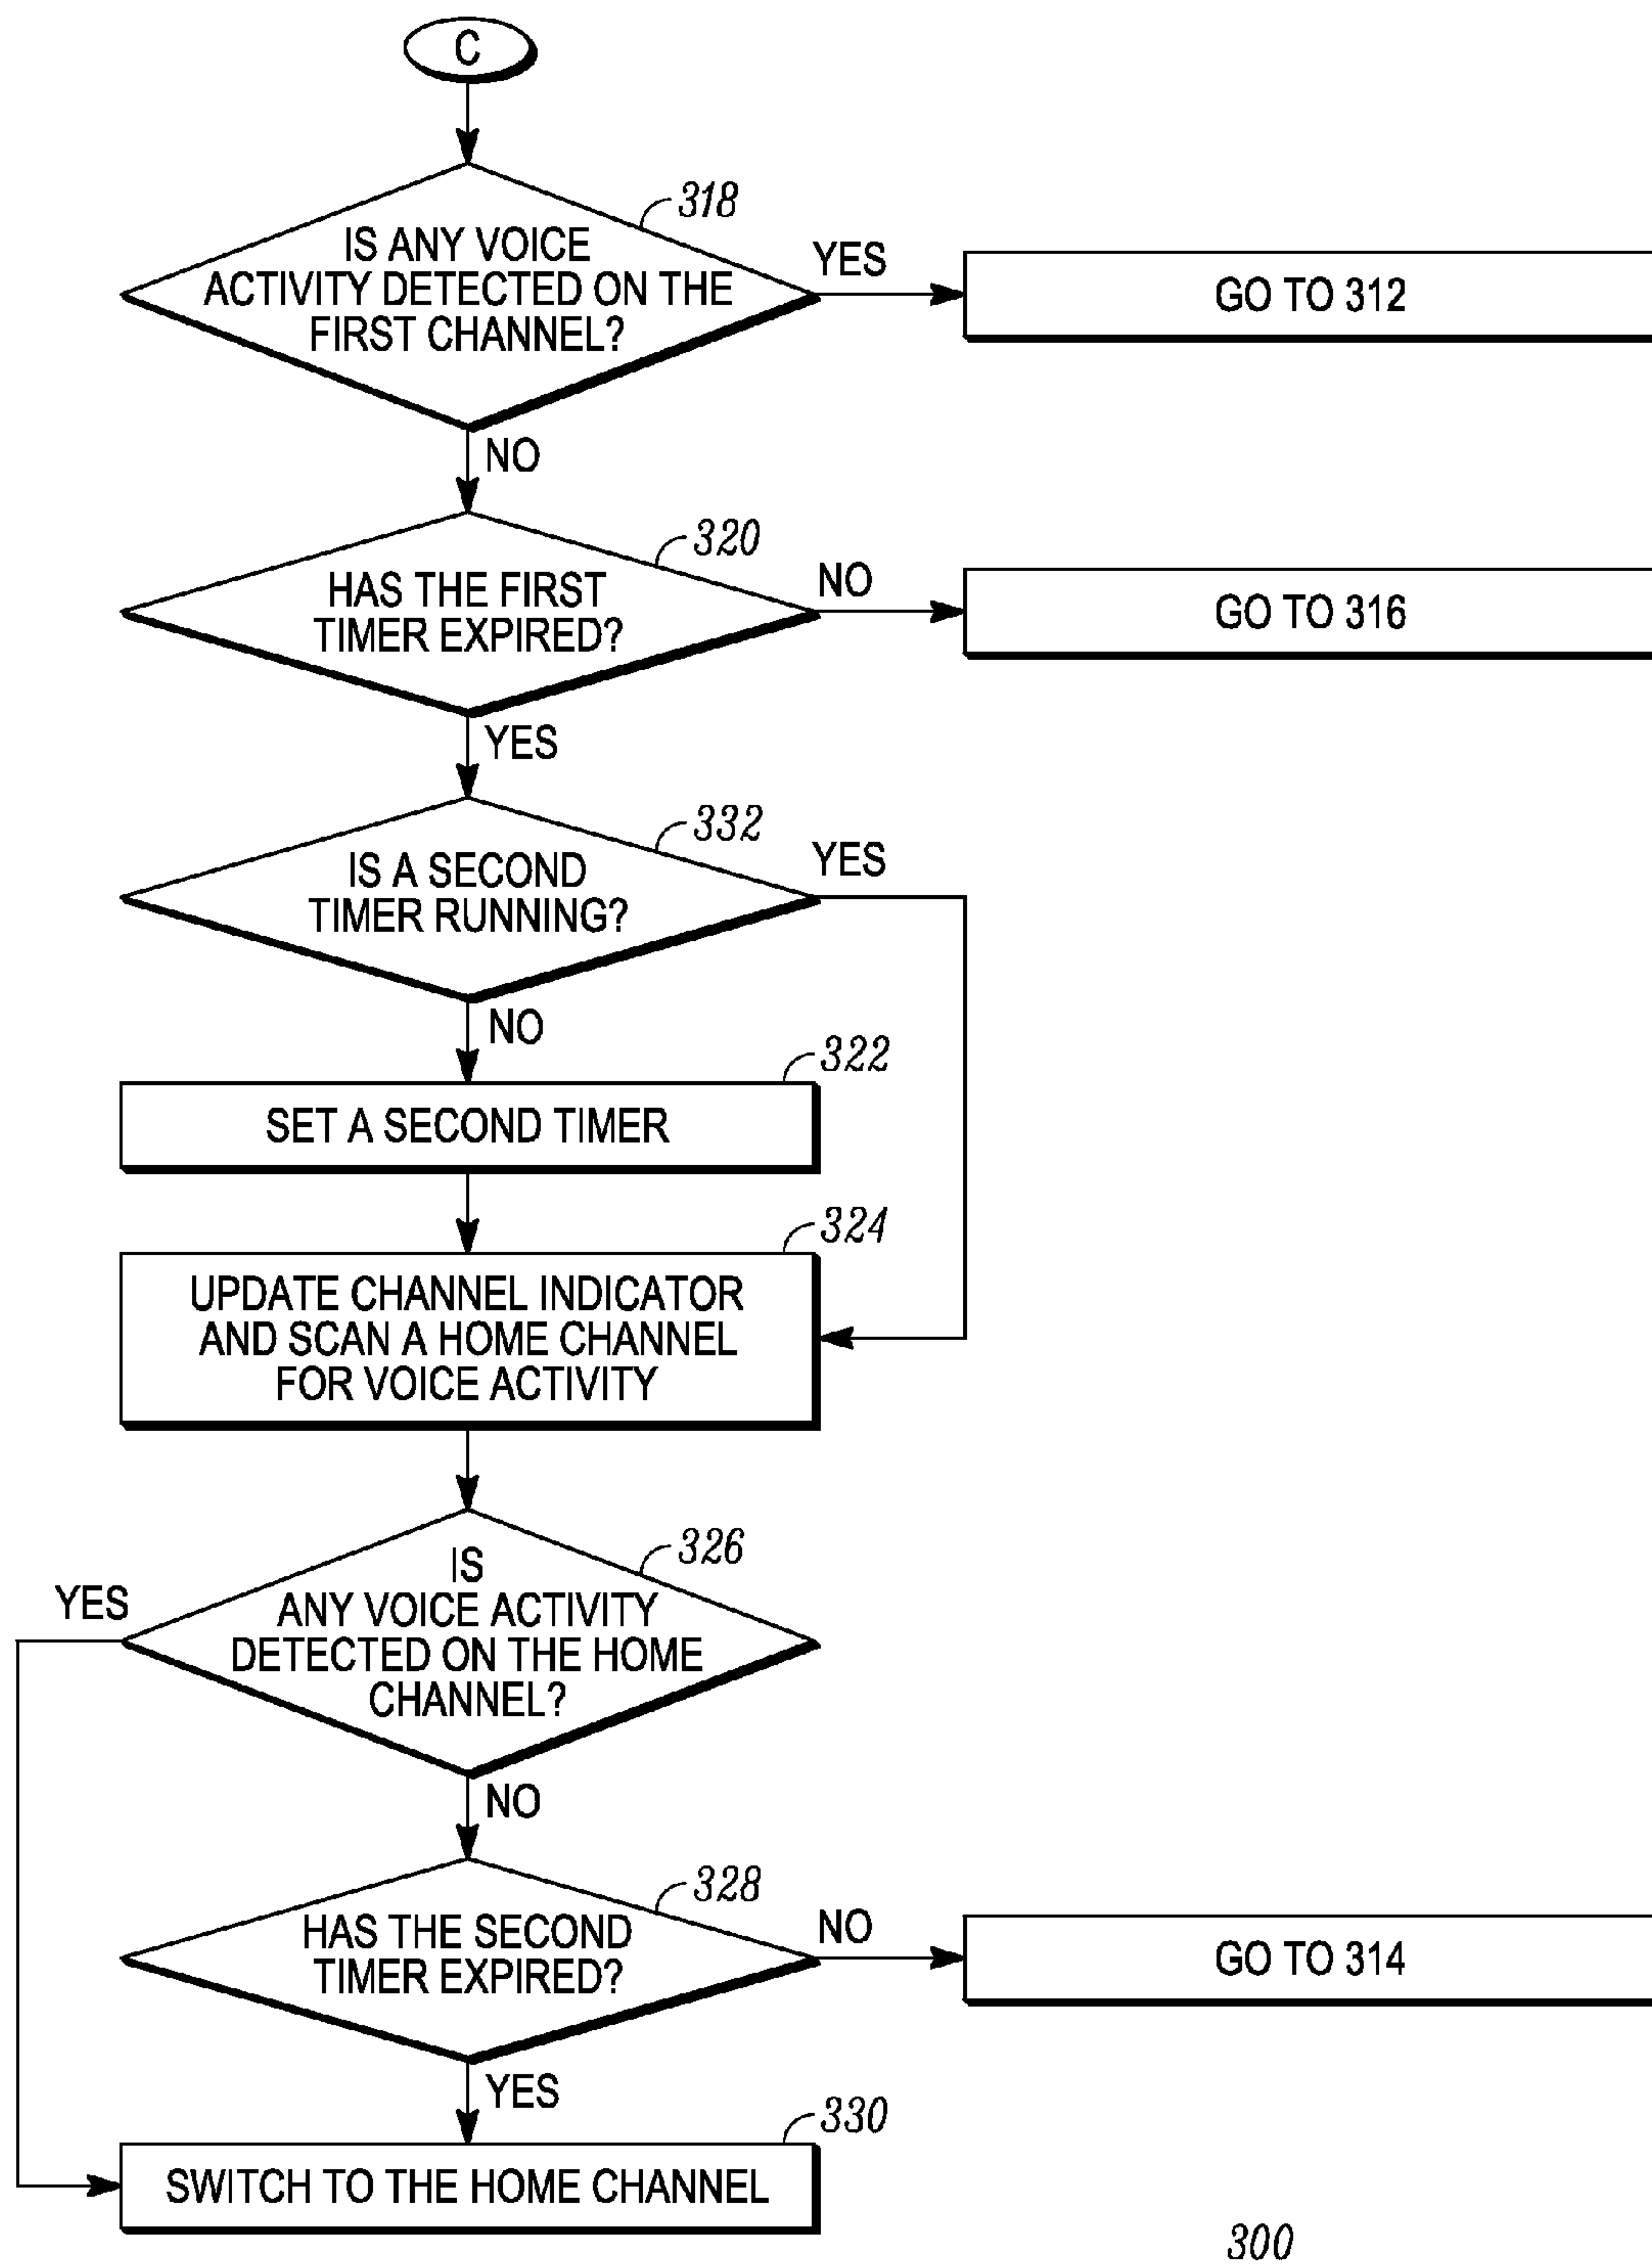 C
318
IS ANY VOICE
ACTIVITY DETECTED ON THE
FIRST CHANNEL?
YES
GO TO 312
NO
320
HAS THE FIRST
TIMER EXPIRED?
NO
GO TO 316
YES
332
IS A SECOND
TIMER RUNNING?
YES
NO
322
SET A SECOND TIMER
324
UPDATE CHANNEL INDICATOR
AND SCAN A HOME CHANNEL
FOR VOICE ACTIVITY
326
IS
ANY VOICE ACTIVITY
DETECTED ON THE HOME
CHANNEL?
YES
NO
328
HAS THE SECOND
TIMER EXPIRED?
NO
GO TO 314
YES
330
SWITCH TO THE HOME CHANNEL
300